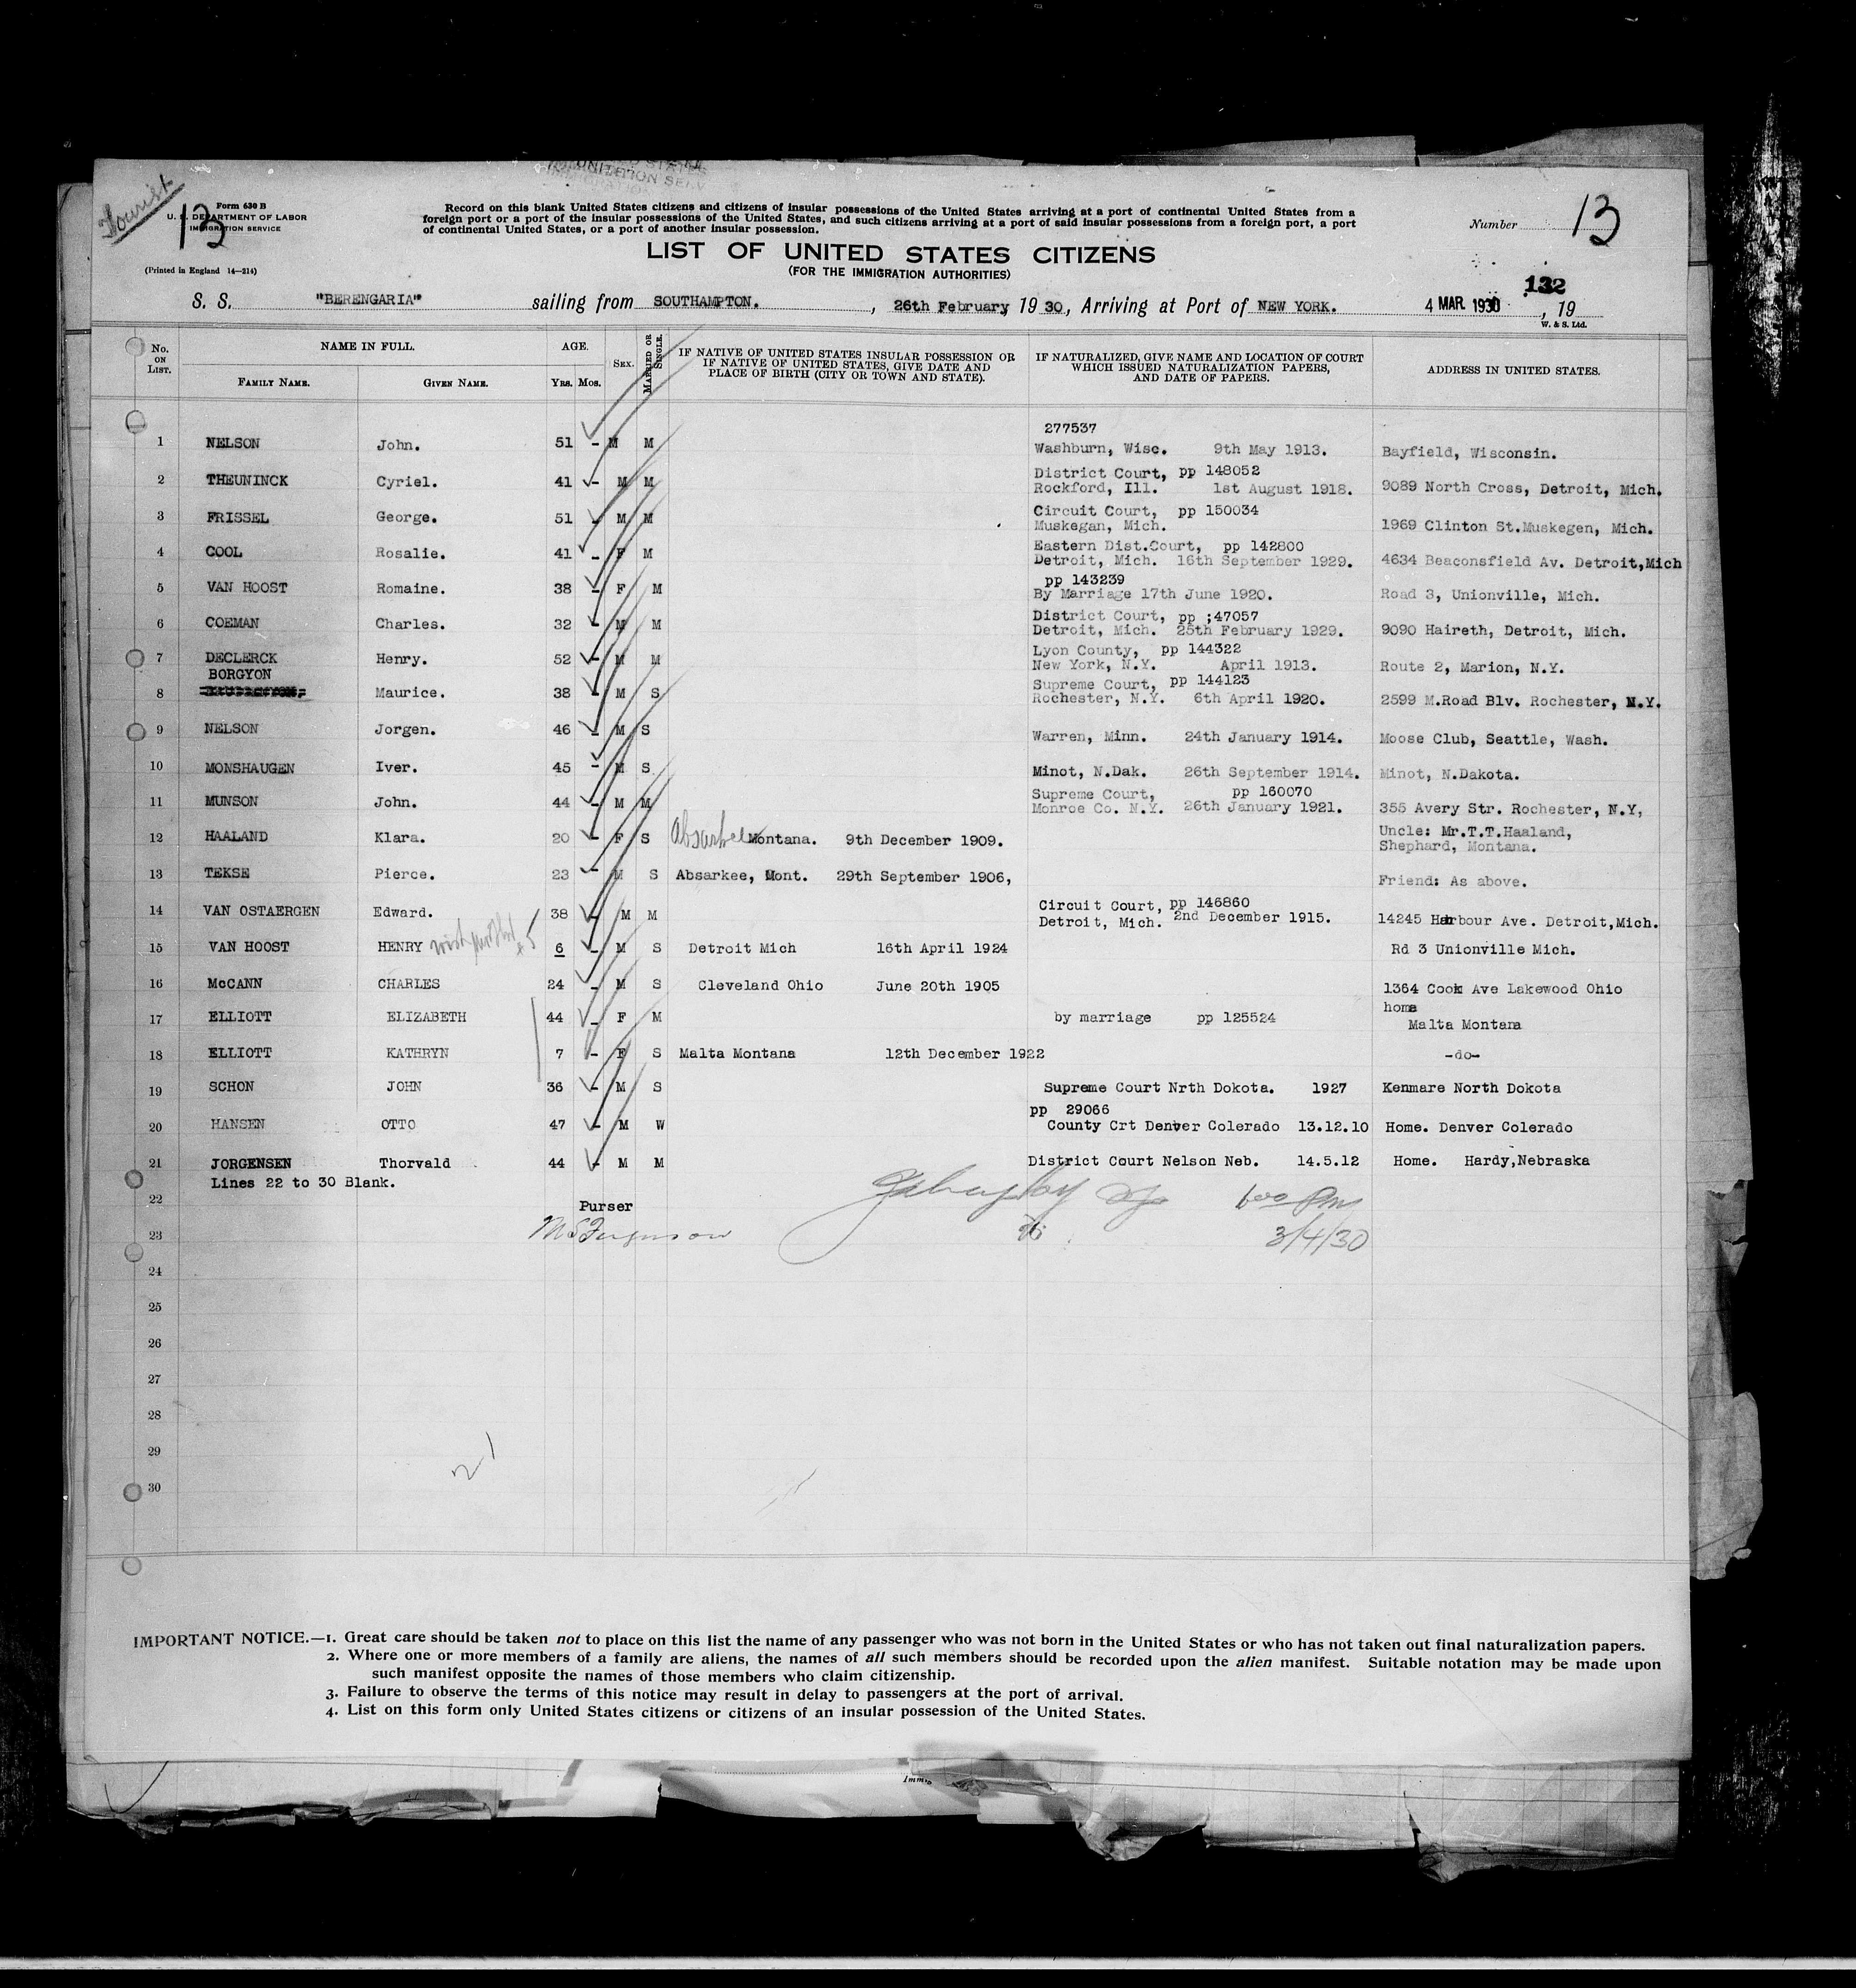 Tourist
13
Form 630 B
U. S. DEPARTMENT OF LABOR
IMMIGRATION SERVICE
(Printed in England 14—214)
Record on this blank United States citizens and citizens of insular possessions of the United States arriving at a port of continental United States from a
foreign port or a port of the insular possessions of the United States, and such citizens arriving at a port of said insular possessions from a foreign port, a port
of continental United States, or a port of another insular possession.
Number 13
LIST OF UNITED STATES CITIZENS
(FOR THE IMMIGRATION AUTHORITIES)
132
S. S. "BERENGARIA" sailing from SOUTHAMPTON. , 26th February, 19 30, Arriving at Port of NEW YORK. 4 MAR. 1930 , 19
W. & S. Ltd.
No. ON LIST. NAME IN FULL. FAMILY NAME. GIVEN NAME. AGE. YRS. MOS. SEX. MARRIED OR SINGLE. IF NATIVE OF UNITED STATES INSULAR POSSESSION OR IF NATIVE OF UNITED STATES, GIVE DATE AND PLACE OF BIRTH (CITY OR TOWN AND STATE). IF NATURALIZED, GIVE NAME AND LOCATION OF COURT WHICH ISSUED NATURALIZATION PAPERS, AND DATE OF PAPERS. ADDRESS IN UNITED STATES.
277537
1 NELSON John. 51 - M M Washburn, Wisc. 9th May 1913. Bayfield, Wisconsin.
District Court, pp 148052
2 THEUNINCK Cyriel. 41 - M M Rockford, Ill. 1st August 1918. 9089 North Cross, Detroit, Mich.
Circuit Court, pp 150034
3 FRISSEL George. 51 - M M Muskegan, Mich. 1969 Clinton St.Muskegen, Mich.
Eastern Dist.Court, pp 142800
4 COOL Rosalie. 41 - F M Detroit, Mich. 16th September 1929. 4634 Beaconsfield Av. Detroit,Mich
pp 143239
5 VAN HOOST Romaine. 38 - F M By Marriage 17th June 1920. Road 3, Unionville, Mich.
District Court, pp ;47057
6 COEMAN Charles. 32 - M M Detroit, Mich. 25th February 1929. 9090 Haireth, Detroit, Mich.
Lyon County, pp 144322
7 DECLERCK Henry. 52 - M M New York, N.Y. April 1913. Route 2, Marion, N.Y.
BORGYON Supreme Court, pp 144123
8 Maurice. 38 - M S Rochester, N.Y. 6th April 1920. 2599 M.Road Blv. Rochester, N.Y.
9 NELSON Jorgen. 46 - M S Warren, Minn. 24th January 1914. Moose Club, Seattle, Wash.
10 MONSHAUGEN Iver. 45 - M S Minot, N.Dak. 26th September 1914. Minot, N.Dakota.
Supreme Court, pp 160070
11 MUNSON John. 44 - M M Monroe Co. N.Y. 26th January 1921. 355 Avery Str. Rochester, N.Y,
12 HAALAND Klara. 20 - F S Absarkee Montana. 9th December 1909. Uncle: Mr.T.T.Haaland,
Shephard, Montana.
13 TEKSE Pierce. 23 - M S Absarkee, Mont. 29th September 1906, Friend: As above.
Circuit Court, pp 146860
14 VAN OSTAERGEN Edward. 38 - M M Detroit, Mich. 2nd December 1915. 14245 Harbour Ave. Detroit,Mich.
15 VAN HOOST HENRY 5 6 - M S Detroit Mich 16th April 1924 Rd 3 Unionville Mich.
16 McCANN CHARLES 24 - M S Cleveland Ohio June 20th 1905 1364 Cook Ave Lakewood Ohio
home
17 ELLIOTT ELIZABETH 44 - F M by marriage pp 125524 Malta Montana
18 ELLIOTT KATHRYN 7 - F S Malta Montana 12th December 1922 -do-
19 SCHON JOHN 36 - M S Supreme Court Nrth Dokota. 1927 Kenmare North Dokota
pp 29066
20 HANSEN OTTO 47 - M W County Crt Denver Colerado 13.12.10 Home. Denver Colerado
21 JORGENSEN Thorvald 44 - M M District Court Nelson Neb. 14.5.12 Home. Hardy,Nebraska
Lines 22 to 30 Blank.
22 Purser 6:00 Pm
23 M S Ferguson 3/4/30
24
25
26
27
28
29
21
30
IMPORTANT NOTICE.—1. Great care should be taken not to place on this list the name of any passenger who was not born in the United States or who has not taken out final naturalization papers.
2. Where one or more members of a family are aliens, the names of all such members should be recorded upon the alien manifest. Suitable notation may be made upon
such manifest opposite the names of those members who claim citizenship.
3. Failure to observe the terms of this notice may result in delay to passengers at the port of arrival.
4. List on this form only United States citizens or citizens of an insular possession of the United States.